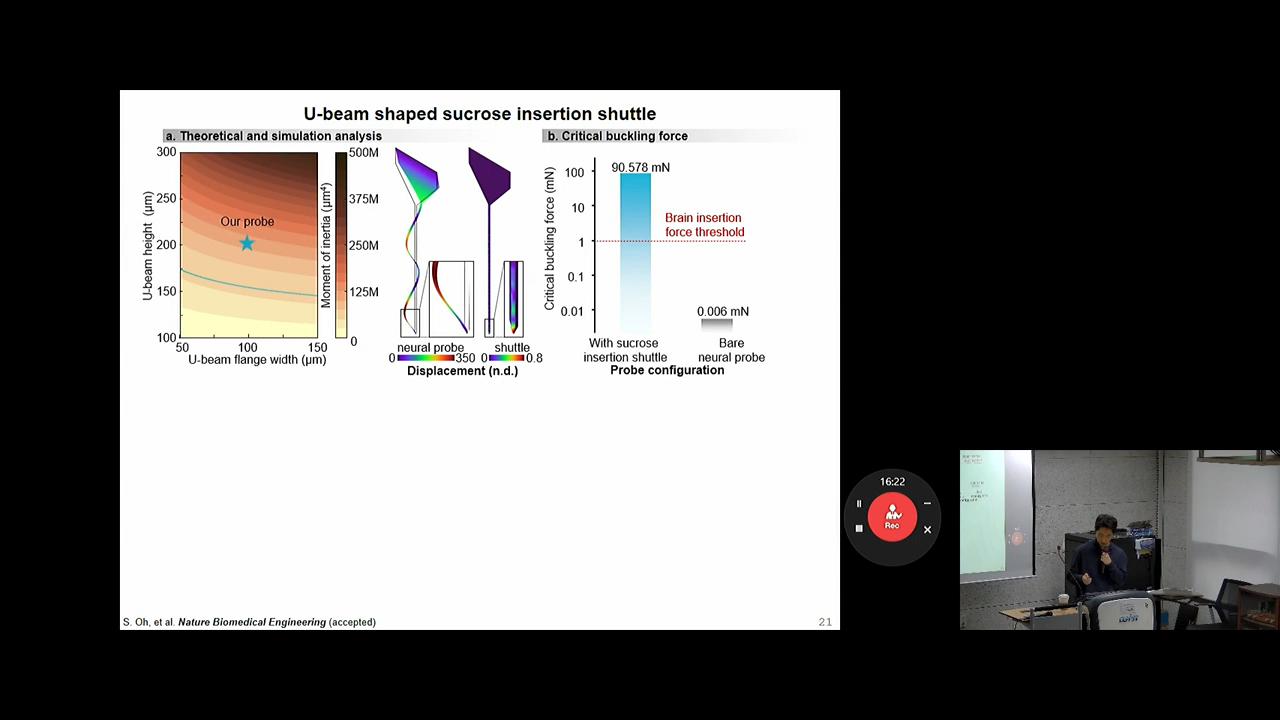 U-beam shaped sucrose insertion shuttle
a. Theoretical and simulation analysis
300
250
200
150
100
U-beam height (μm)
Our probe
50
100
150
U-beam flange width (μm)
500M
375M
250M
125M
0
Moment of inertia (μm⁴)
neural probe
0
350
shuttle
0
0.8
Displacement (n.d.)
b. Critical buckling force
Critical buckling force (mN)
100
10
1
0.1
0.01
90.578 mN
Brain insertion
force threshold
0.006 mN
With sucrose
insertion shuttle
Bare
neural probe
Probe configuration
S. Oh, et al. Nature Biomedical Engineering (accepted)
21
16:22
Rec